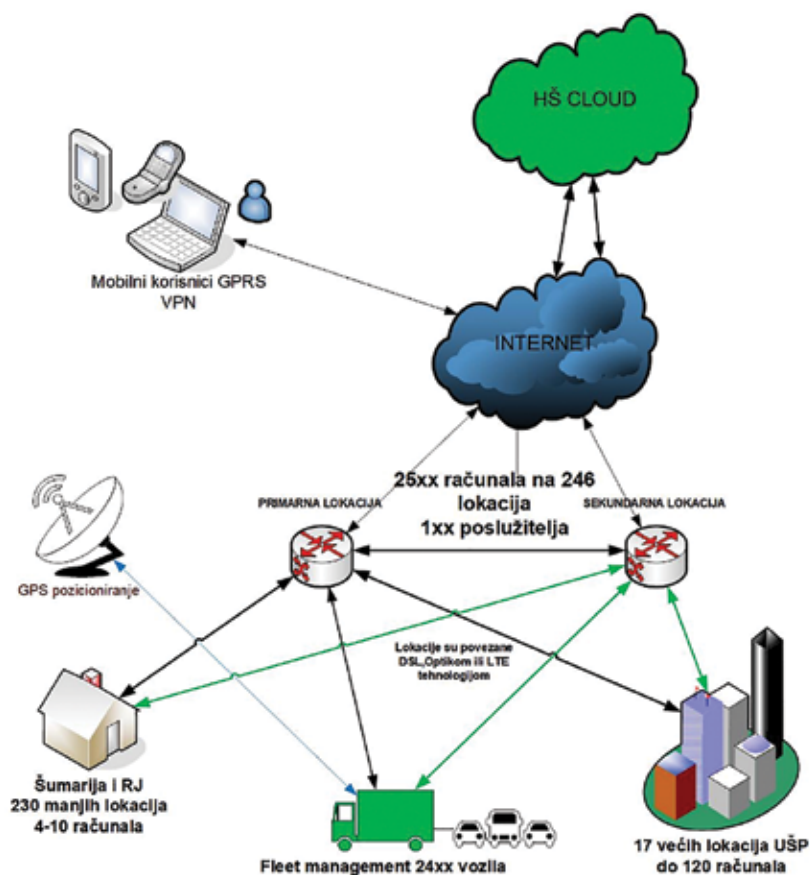 HŠ CLOUD
Mobilni korisnici GPRS
VPN
INTERNET
25xx računala na 246
lokacija
1xx poslužitelja
PRIMARNA LOKACIJA
SEKUNDARNA LOKACIJA
GPS pozicioniranje
Lokacije su povezane
DSL,Optikom ili LTE
tehnologijom
Šumarija i RJ
230 manjih lokacija
4-10 računala
Fleet management 24xx vozila
17 većih lokacija UŠP
do 120 računala